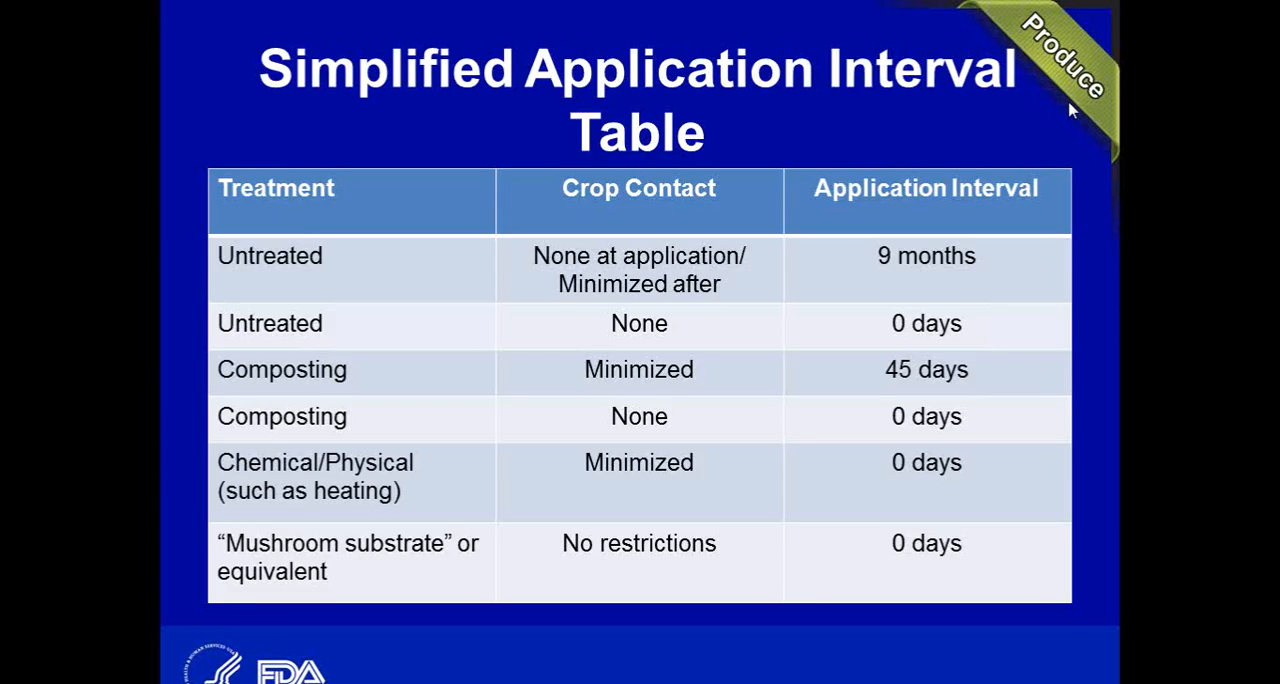 Produce
Simplified Application Interval
Table
Treatment Crop Contact Application Interval
Untreated None at application/ 9 months
Minimized after
Untreated None 0 days
Composting Minimized 45 days
Composting None 0 days
Chemical/Physical Minimized 0 days
(such as heating)
“Mushroom substrate” or No restrictions 0 days
equivalent
FDA